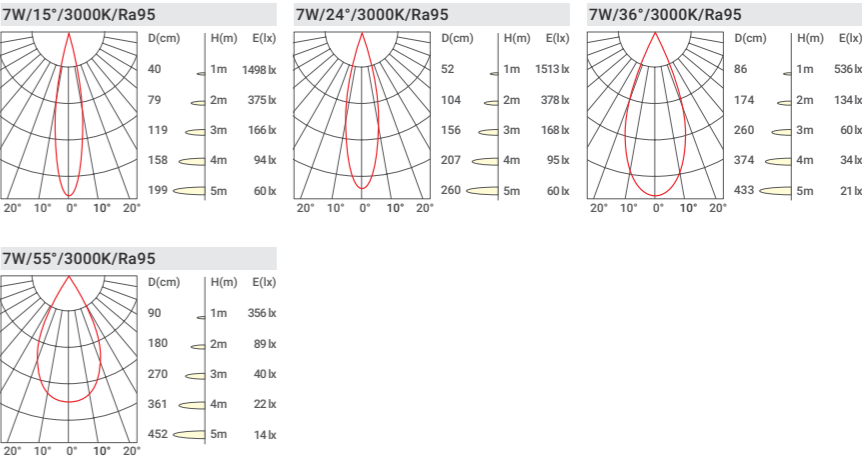 7W/15°/3000K/Ra95
D(cm) H(m) E(lx)
40 1m 1498 lx
79 2m 375 lx
119 3m 166 lx
158 4m 94 lx
199 5m 60 lx
20° 10° 0° 10° 20°
7W/24°/3000K/Ra95
D(cm) H(m) E(lx)
52 1m 1513 lx
104 2m 378 lx
156 3m 168 lx
207 4m 95 lx
260 5m 60 lx
20° 10° 0° 10° 20°
7W/36°/3000K/Ra95
D(cm) H(m) E(lx)
86 1m 536 lx
174 2m 134 lx
260 3m 60 lx
374 4m 34 lx
433 5m 21 lx
20° 10° 0° 10° 20°
7W/55°/3000K/Ra95
D(cm) H(m) E(lx)
90 1m 356 lx
180 2m 89 lx
270 3m 40 lx
361 4m 22 lx
452 5m 14 lx
20° 10° 0° 10° 20°